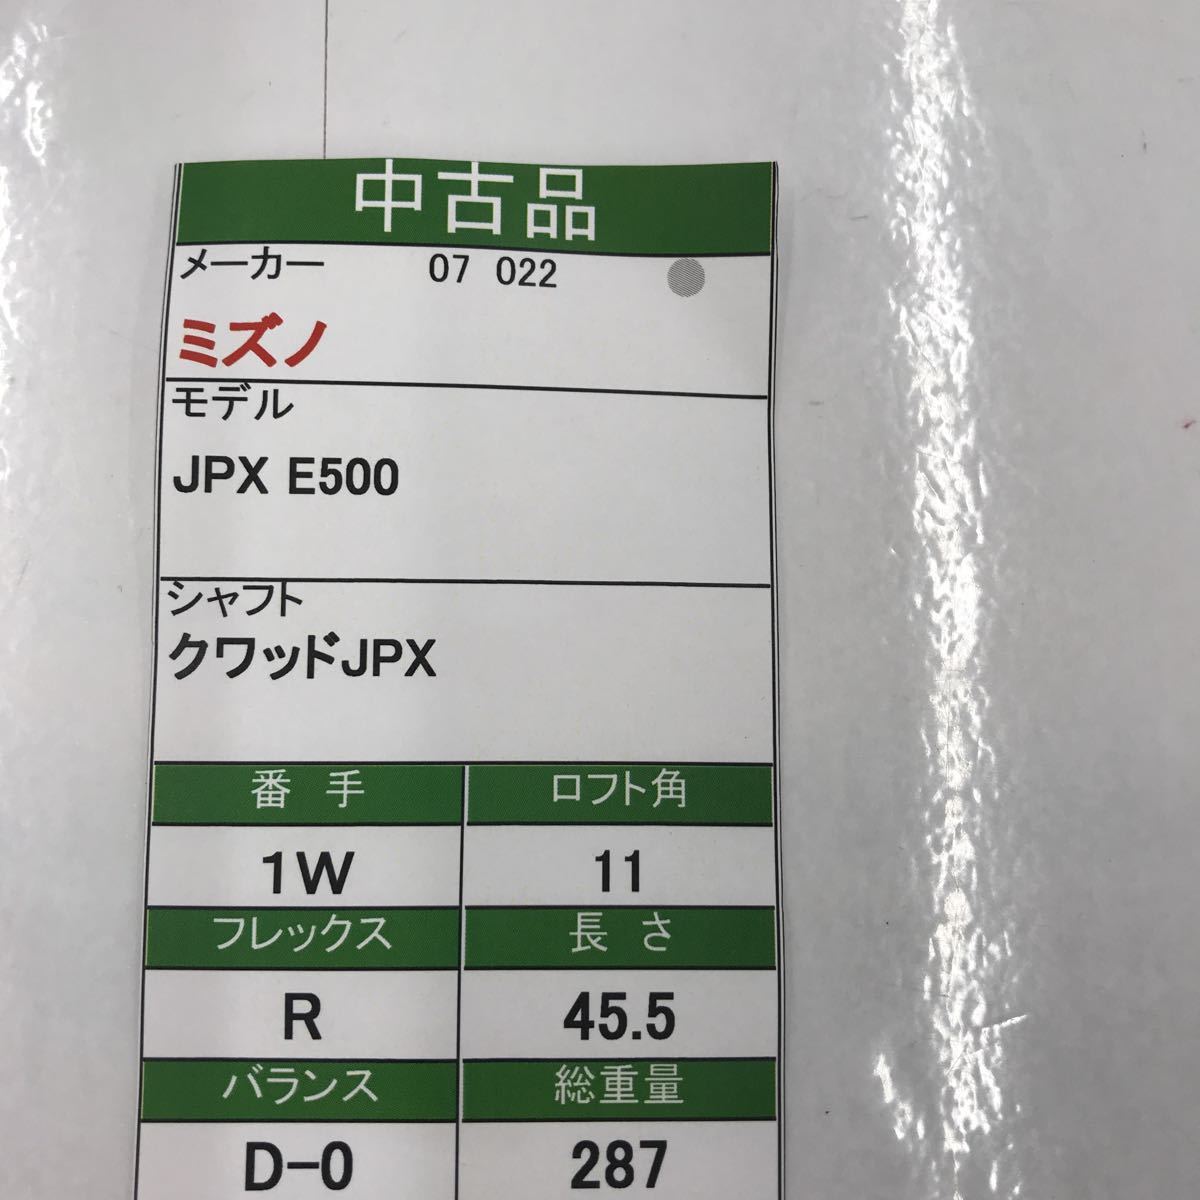 中古品
メーカー 07 022
ミズノ
モデル
JPX E500
シャフト
クワッドJPX
番手 ロフト角
1W 11
フレックス 長さ
R 45.5
バランス 総重量
D-0 287